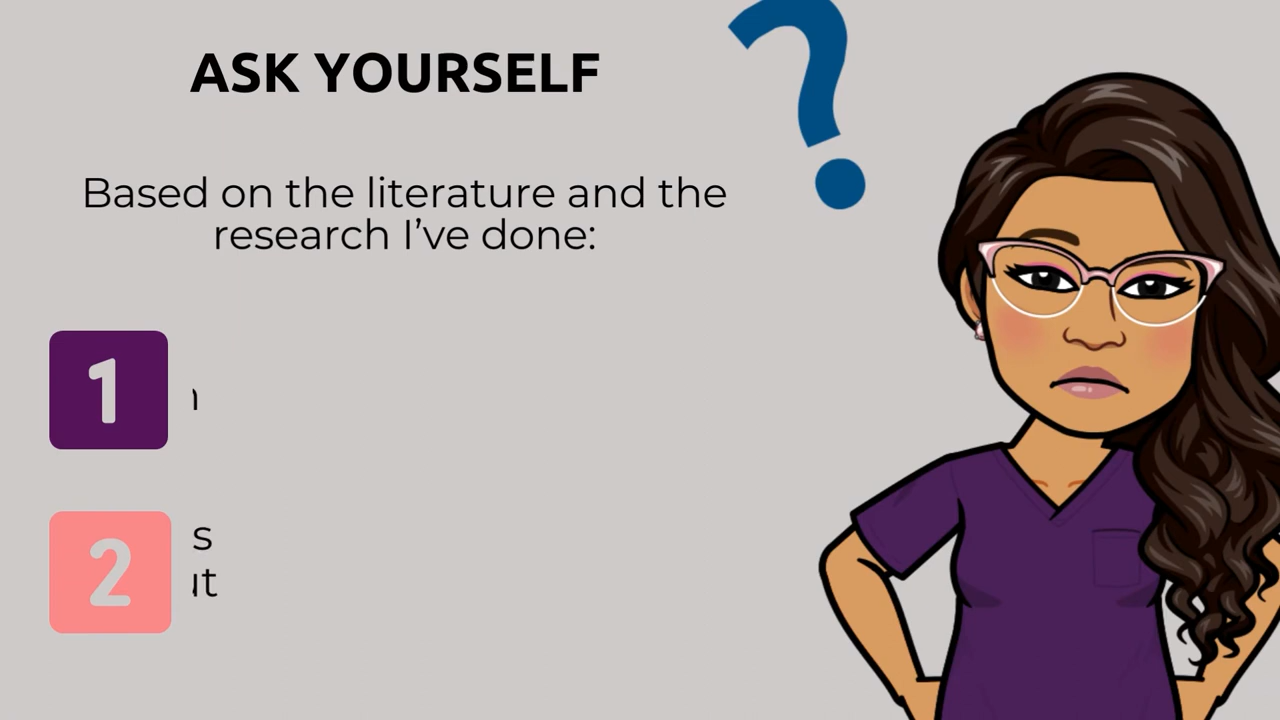 ASK YOURSELF
?
Based on the literature and the
research I've done:
1
2
s